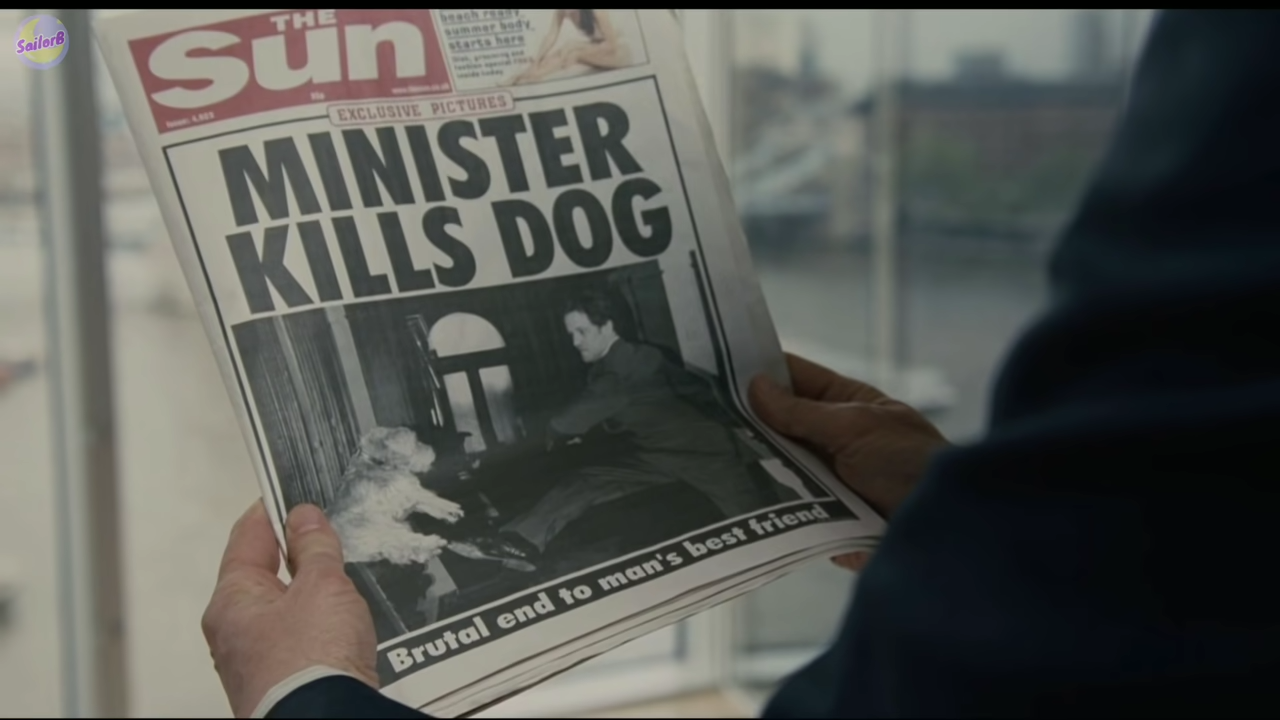 SailorB
THE
Sun
beach ready
summer body
starts here
EXCLUSIVE PICTURES
MINISTER
KILLS DOG
Brutal end to man's best friend